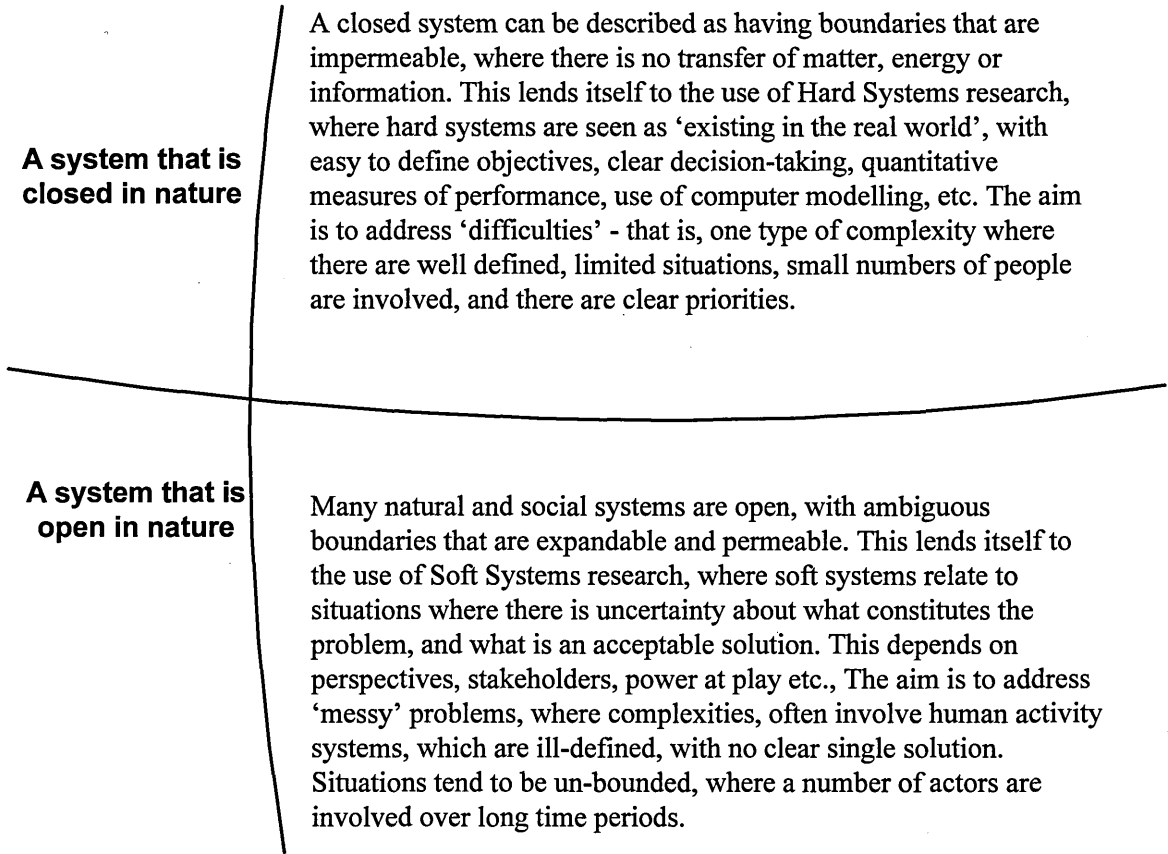 A closed system can be described as having boundaries that are
impermeable, where there is no transfer of matter, energy or
information. This lends itself to the use of Hard Systems research,
where hard systems are seen as ‘existing in the real world’, with
easy to define objectives, clear decision-taking, quantitative
measures of performance, use of computer modelling, etc. The aim
is to address ‘difficulties’ - that is, one type of complexity where
there are well defined, limited situations, small numbers of people
are involved, and there are clear priorities.
A system that is
closed in nature
A system that is
open in nature
Many natural and social systems are open, with ambiguous
boundaries that are expandable and permeable. This lends itself to
the use of Soft Systems research, where soft systems relate to
situations where there is uncertainty about what constitutes the
problem, and what is an acceptable solution. This depends on
perspectives, stakeholders, power at play etc., The aim is to address
‘messy’ problems, where complexities, often involve human activity
systems, which are ill-defined, with no clear single solution.
Situations tend to be un-bounded, where a number of actors are
involved over long time periods.